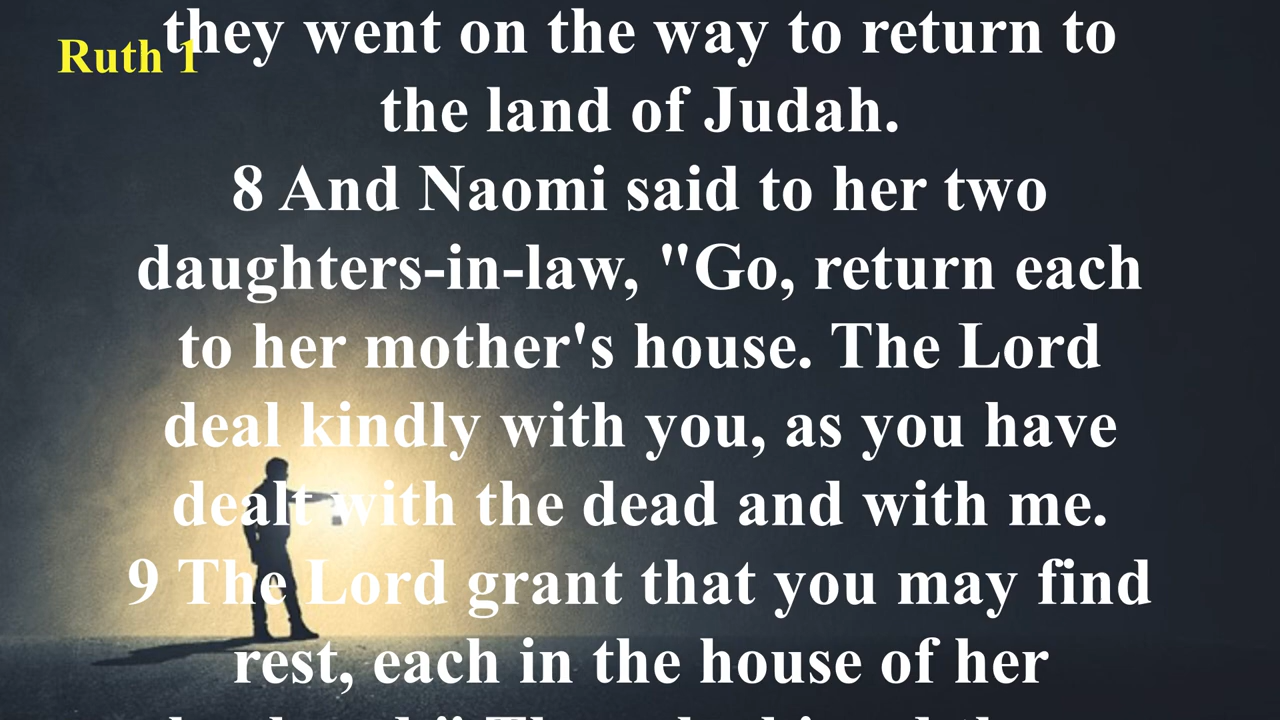 Ruth 1
they went on the way to return to
the land of Judah.
8 And Naomi said to her two
daughters-in-law, "Go, return each
to her mother's house. The Lord
deal kindly with you, as you have
dealt with the dead and with me.
9 The Lord grant that you may find
rest, each in the house of her